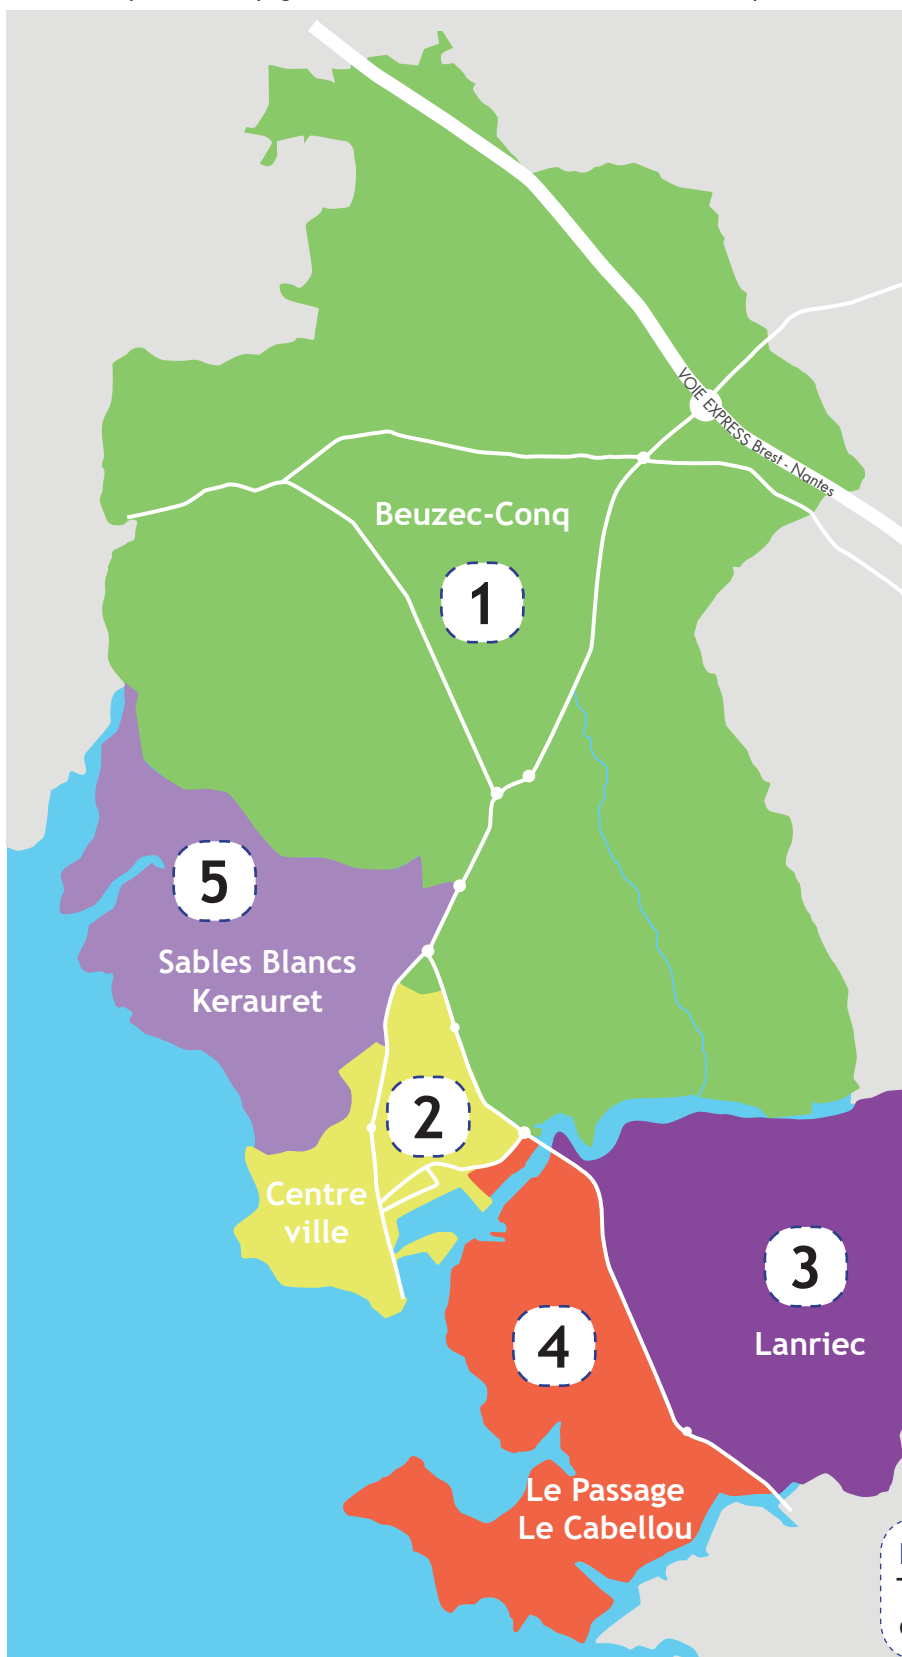 VOIE EXPRESS Brest - Nantes
Beuzec-Conq
1
5
Sables Blancs
Kerauret
2
Centre
ville
3
Lanriec
4
Le Passage
Le Cabellou